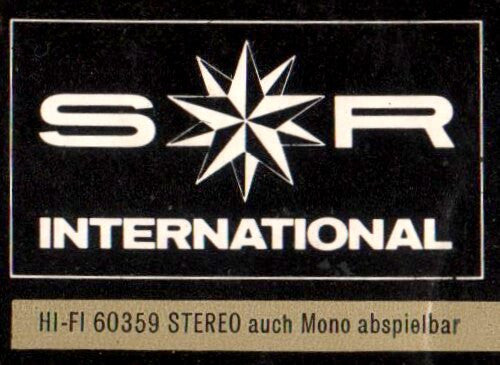 S R
INTERNATIONAL
HI-FI 60359 STEREO auch Mono abspielbar